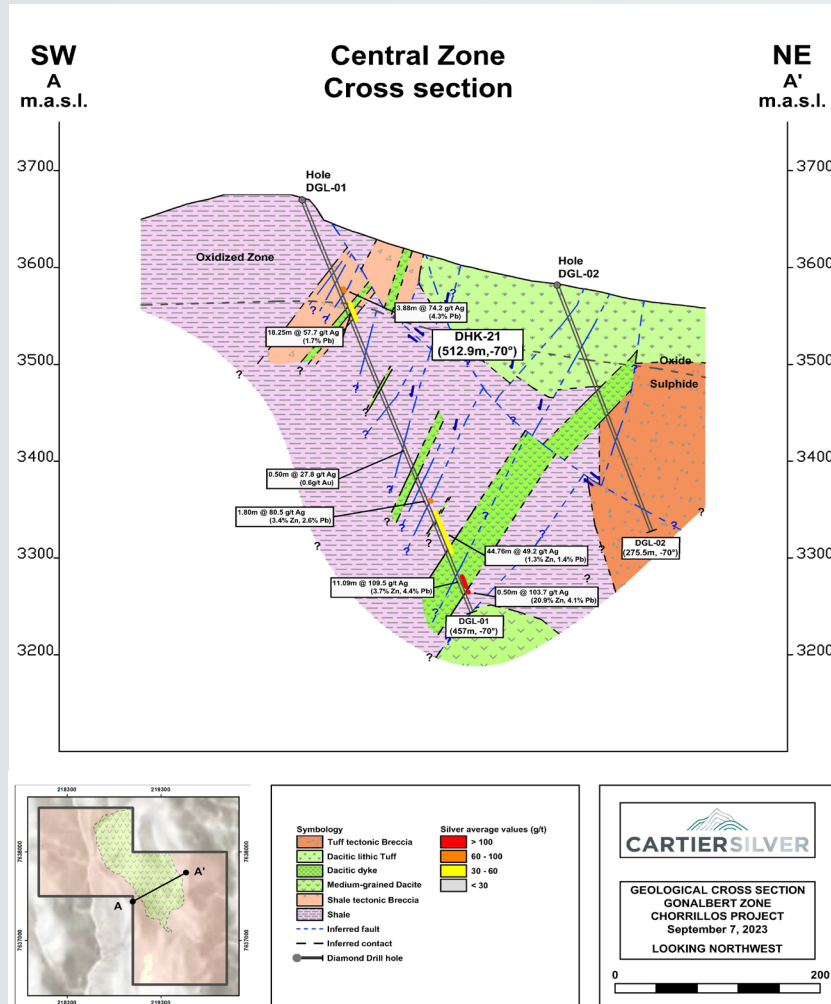 SW
A
m.a.s.l.
Central Zone
Cross section
NE
A'
m.a.s.l.
3700
3700
Hole
DGL-01
3600
3600
Oxidized Zone
Hole
DGL-02
3.88m @ 74.2 g/t Ag
(4.3% Pb)
18.25m @ 57.7 g/t Ag
(1.7% Pb)
DHK-21
(512.9m,-70°)
3500
3500
Oxide
Sulphide
?
?
?
?
?
?
?
3400
3400
0.50m @ 27.8 g/t Ag
(0.6g/t Au)
1.80m @ 80.5 g/t Ag
(3.4% Zn, 2.6% Pb)
?
?
?
?
?
?
3300
3300
44.76m @ 49.2 g/t Ag
(1.3% Zn, 1.4% Pb)
DGL-02
(275.5m, -70°)
11.09m @ 109.5 g/t Ag
(3.7% Zn, 4.4% Pb)
0.50m @ 103.7 g/t Ag
(20.9% Zn, 4.1% Pb)
DGL-01
(457m, -70°)
?
?
?
3200
3200
218300
219300
7638000
7638000
A
A'
7637000
7637000
218300
219300
Symbology
Tuff tectonic Breccia
Dacitic lithic Tuff
Dacitic dyke
Medium-grained Dacite
Shale tectonic Breccia
Shale
Inferred fault
Inferred contact
Diamond Drill hole
Silver average values (g/t)
> 100
60 - 100
30 - 60
< 30
CARTIERSILVER
GEOLOGICAL CROSS SECTION
GONALBERT ZONE
CHORRILLOS PROJECT
September 7, 2023
LOOKING NORTHWEST
0
200